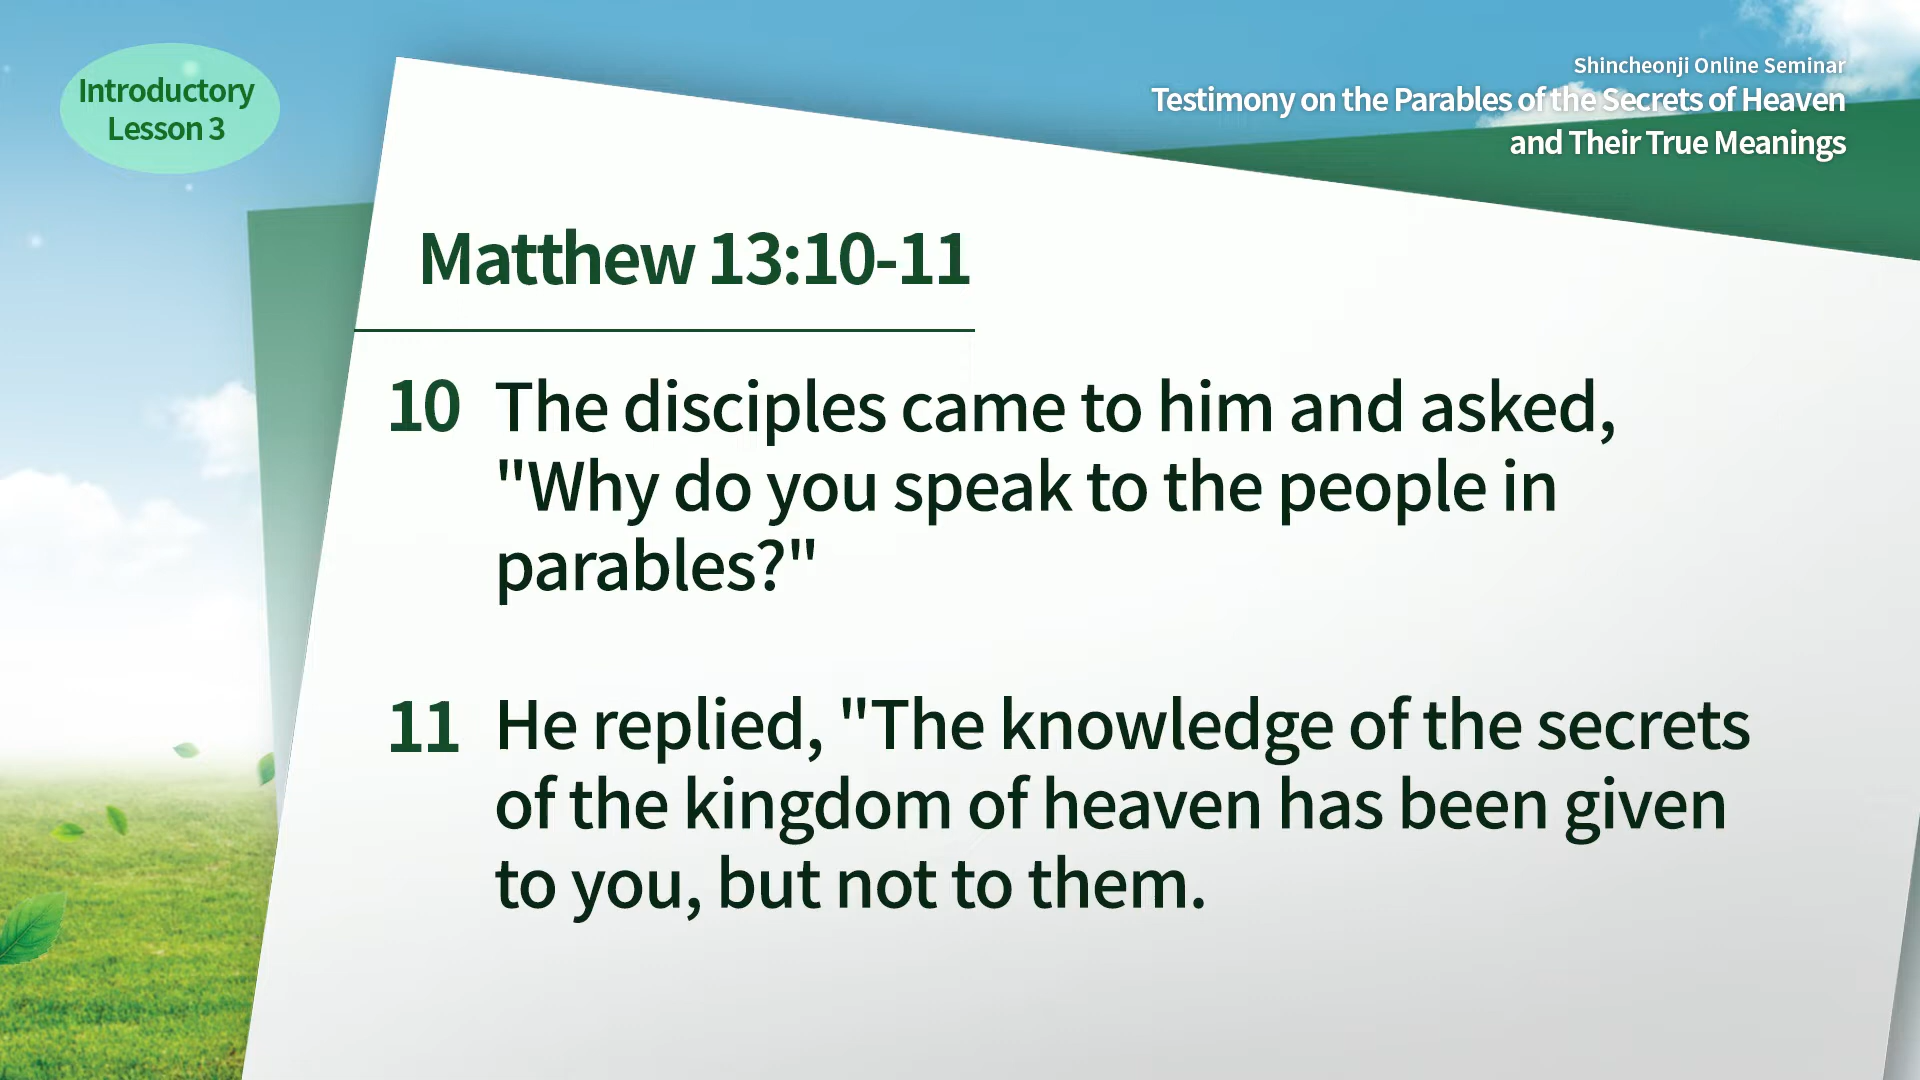 Introductory
Lesson 3
Shincheonji Online Seminar
Testimony on the Parables of the Secrets of Heaven
and Their True Meanings
Matthew 13:10-11
10 The disciples came to him and asked,
"Why do you speak to the people in
parables?"
11 He replied, "The knowledge of the secrets
of the kingdom of heaven has been given
to you, but not to them.